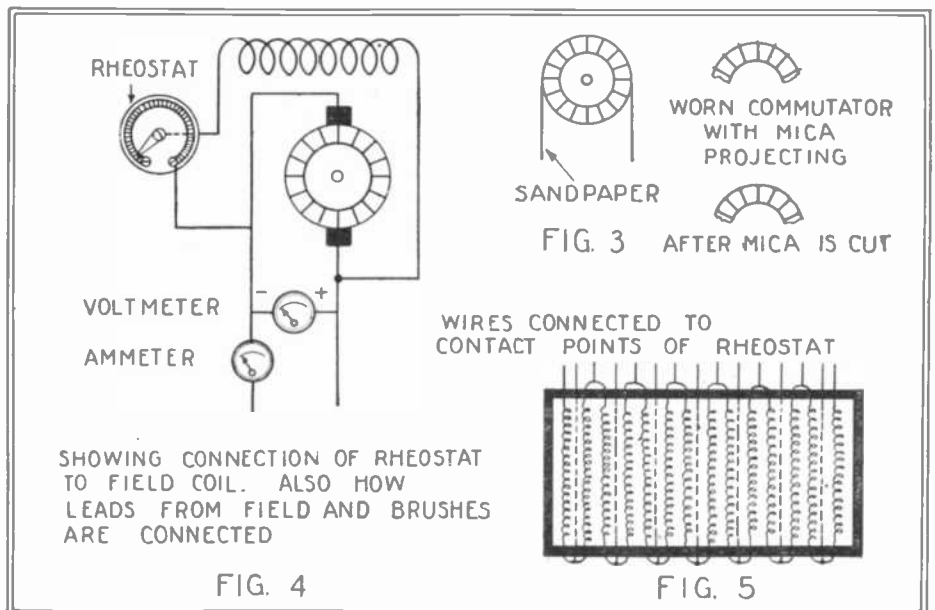 RHEOSTAT
- +
VOLTMETER
AMMETER
SHOWING CONNECTION OF RHEOSTAT
TO FIELD COIL. ALSO HOW
LEADS FROM FIELD AND BRUSHES
ARE CONNECTED
FIG. 4
SANDPAPER
FIG. 3
WORN COMMUTATOR
WITH MICA
PROJECTING
AFTER MICA IS CUT
WIRES CONNECTED TO
CONTACT POINTS OF RHEOSTAT
FIG. 5